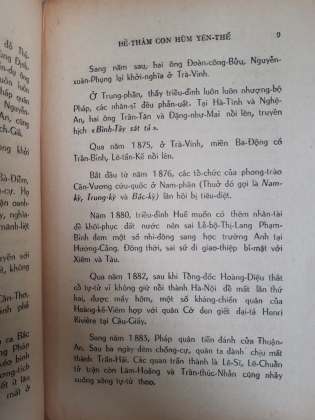 ĐỀ-THÁM CON HÙM YÊN-THẾ 9
Sang năm sau, hai ông Đoàn-công-Bửu, Nguyễn-
xuân-Phụng lại khởi-nghĩa ở Trà-Vinh.
Ở Trung-phần, thấy triều-đình luôn luôn nhượng-bộ
Pháp, các nhân-sĩ đều phẫn-uất. Tại Hà-Tĩnh và Nghệ-
An, hai ông Trần-Tấn và Đặng-như-Mai nổi lên, truyền
hịch «Bình-Tây sát tả».
Qua năm 1875, ở Trà-Vinh, miền Ba-Động có
Trần-Bình, Lê-tấn-Kế nổi lên.
Bắt đầu từ năm 1876, các tổ-chức của phong-trào
Cần-Vương cứu-quốc ở Nam-phần (Thuở đó gọi là Nam-
kỳ, Trung-kỳ và Bắc-kỳ) lần hồi bị tiêu-diệt.
Năm 1880, triều-đình Huế muốn có thêm nhân-tài
để khôi-phục đất nước nên sai Lê-bộ-Thị-Lang Phạm-
Bính đem một số nhi-đồng sang học trường Anh tại
Hương-Cảng. Đồng thời, sai sứ đi giao-thiệp bí-mật với
Xiêm và Tàu.
Qua năm 1882, sau khi Tổng-đốc Hoàng-Diệu thắt
cổ tự-tử vì không giữ nổi thành Hà-Nội để mất lần thứ
hai, được mấy hôm, một số kháng-chiến quân của
Hoàng-kế-Viêm hợp với quân Cờ đen giết đại-tá Henri
Rivière tại Cầu-Giấy.
Sang năm 1883, Pháp quân tiến đánh cửa Thuận-
An. Sau ba ngày đêm chống-cự, quân ta đành chịu mất
thành Trấn-Hải. Các quan thành thủ là Lê-Sĩ, Lê-Chuẩn
tử trận còn Lâm-Hoành và Trần-thúc-Nhẫn cũng nhảy
xuống sông tự-tử theo.